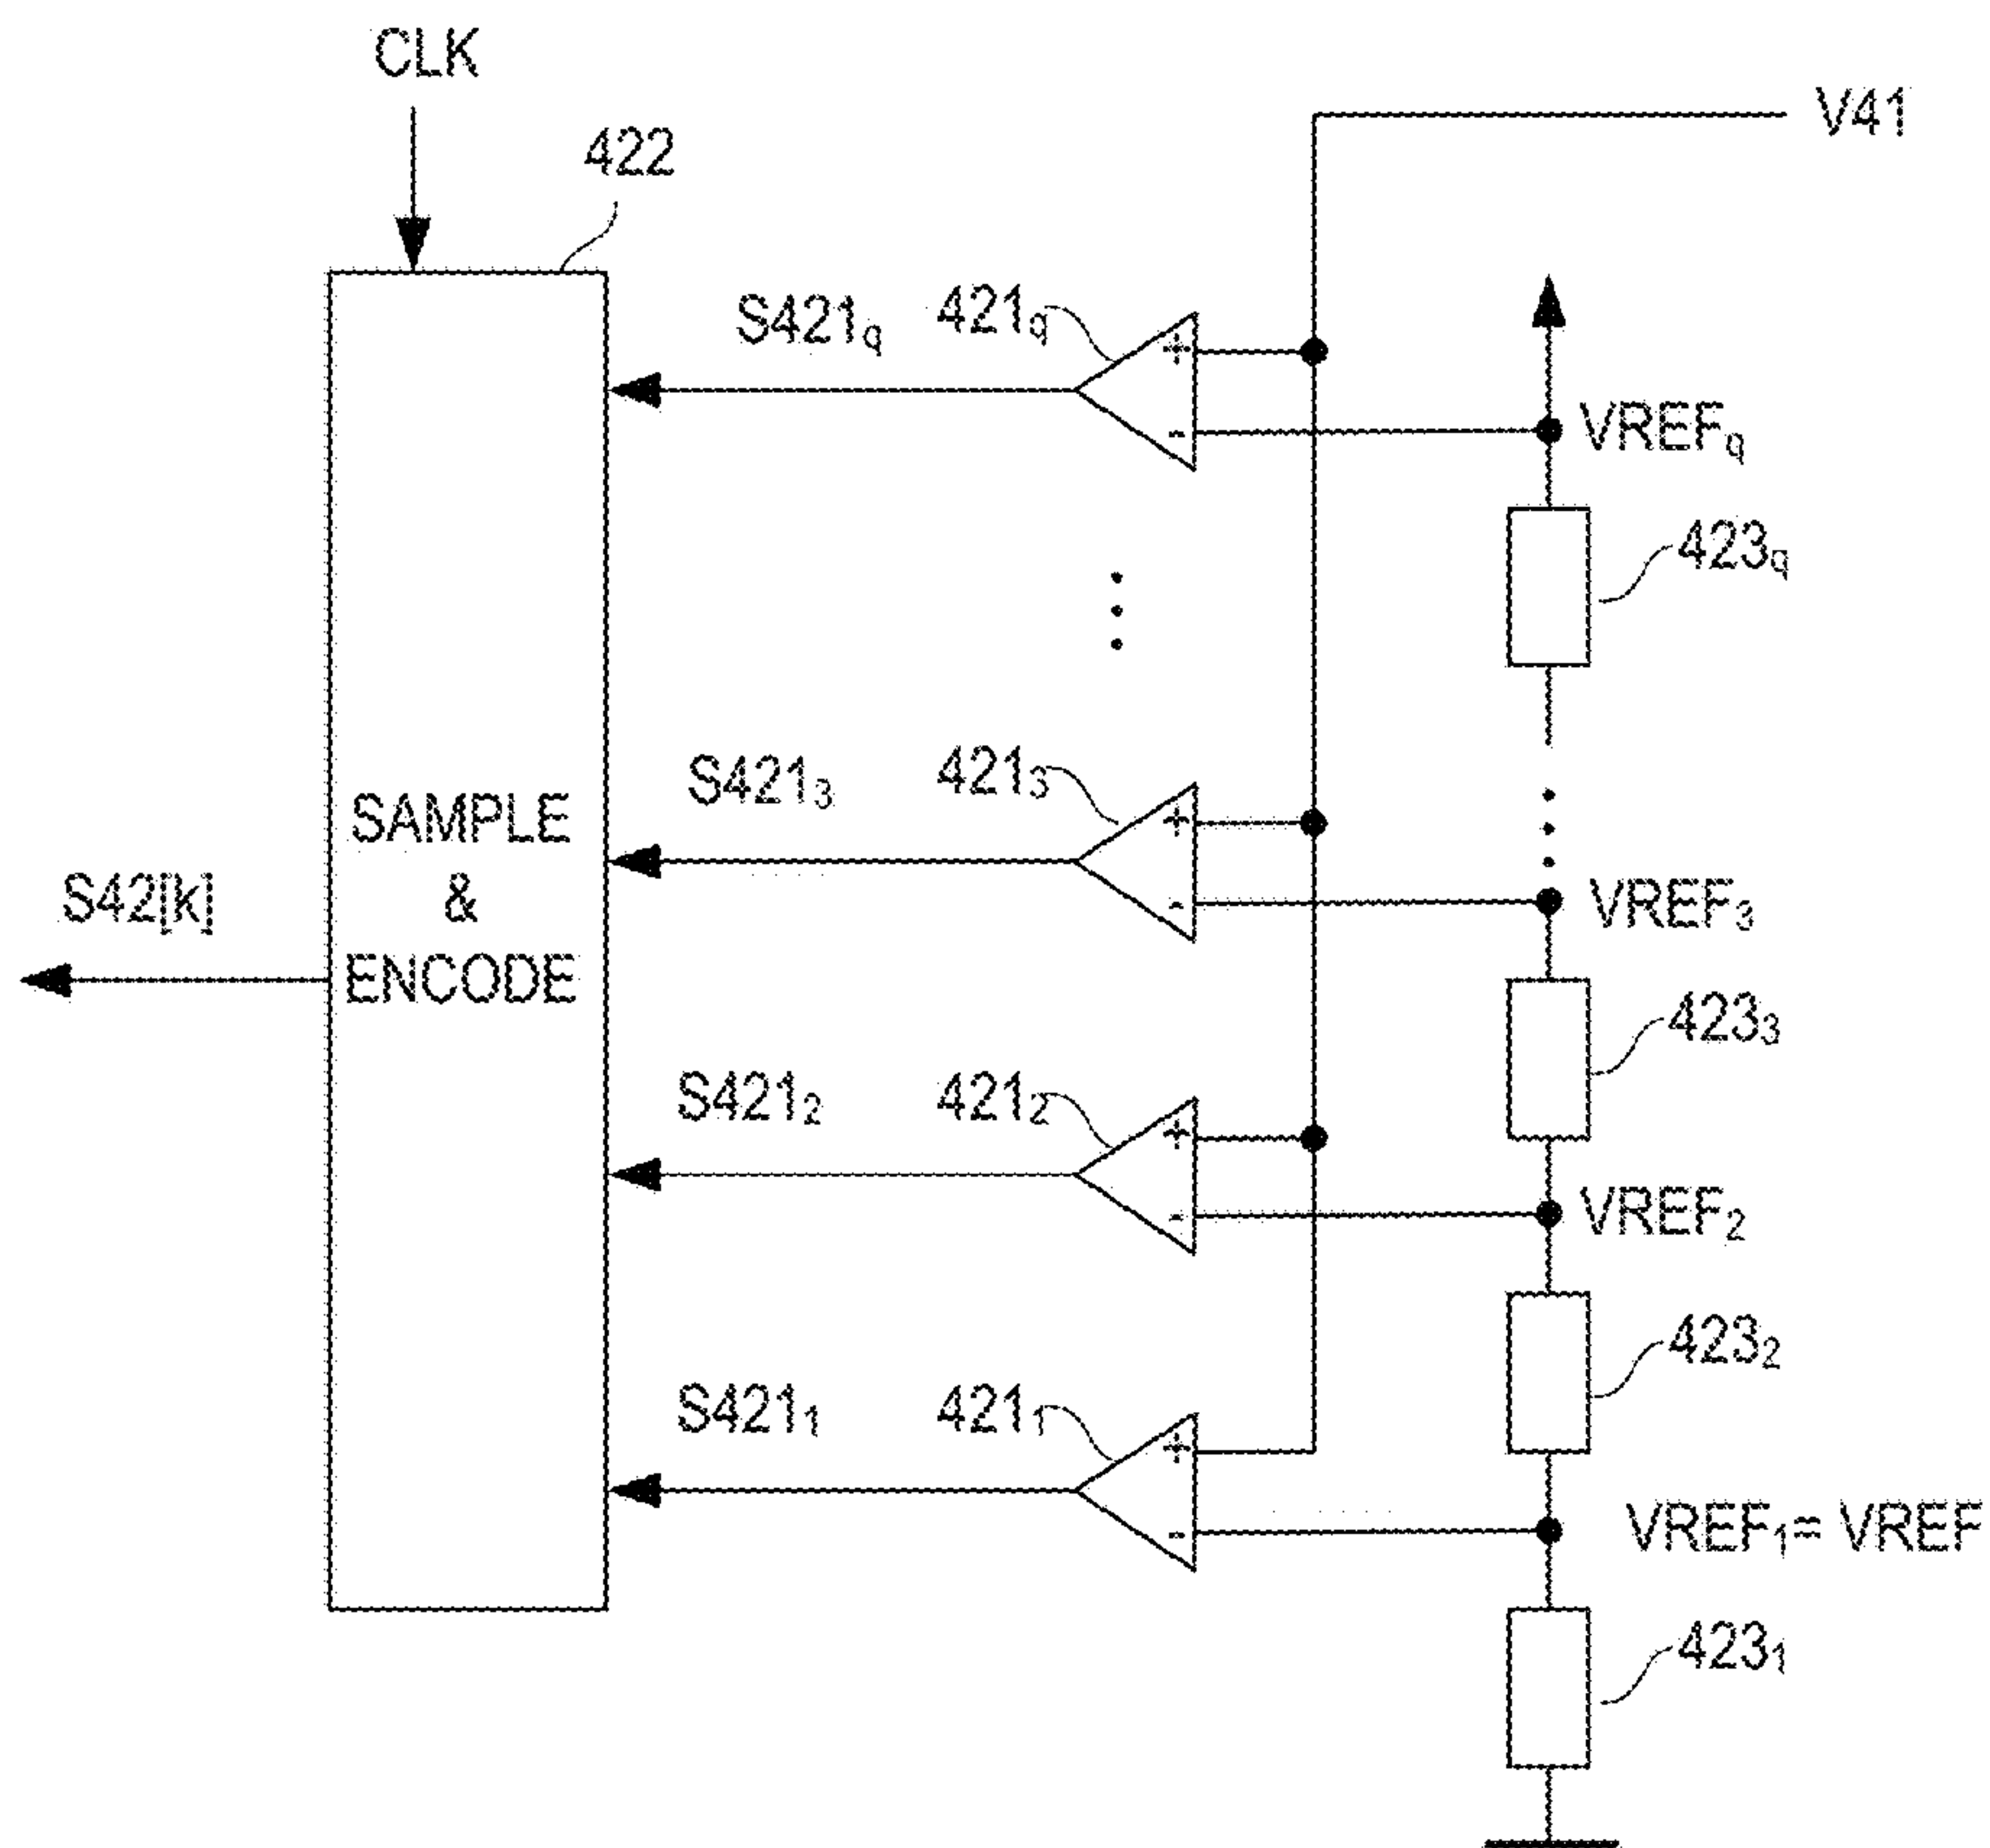 CLK
V41
422
S421q
421q
+
-
VREFq
423q
S4213
4213
+
-
VREF3
SAMPLE
&
ENCODE
S42[k]
4233
S4212
4212
+
-
VREF2
4232
S4211
4211
+
-
VREF1= VREF
4231